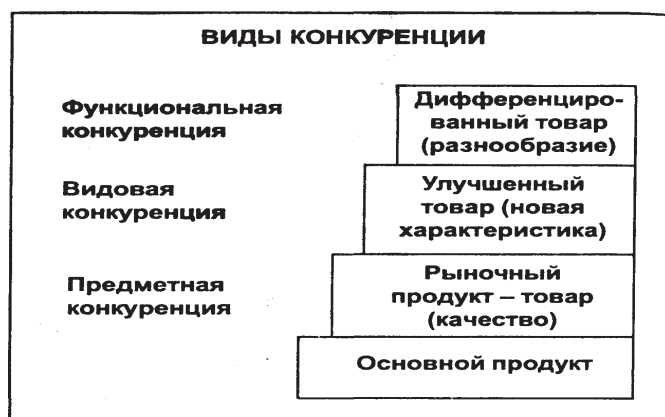 ВИДЫ КОНКУРЕНЦИИ
Функциональная
конкуренция
Дифференциро-
ванный товар
(разнообразие)
Видовая
конкуренция
Улучшенный
товар (новая
характеристика)
Предметная
конкуренция
Рыночный
продукт – товар
(качество)
Основной продукт